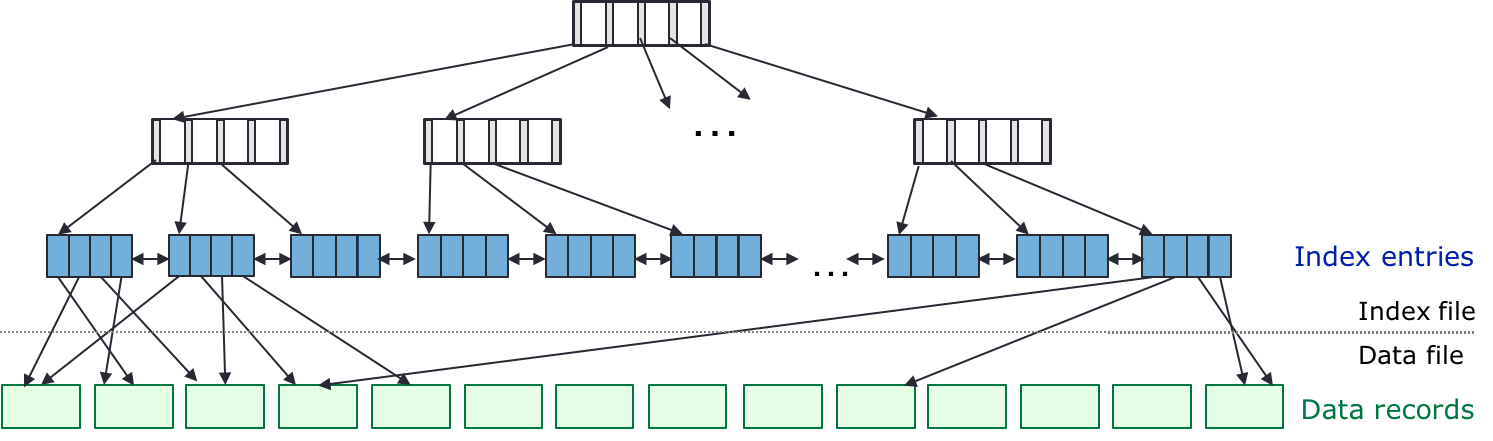 ...
...
Index entries
Index file
Data file
Data records